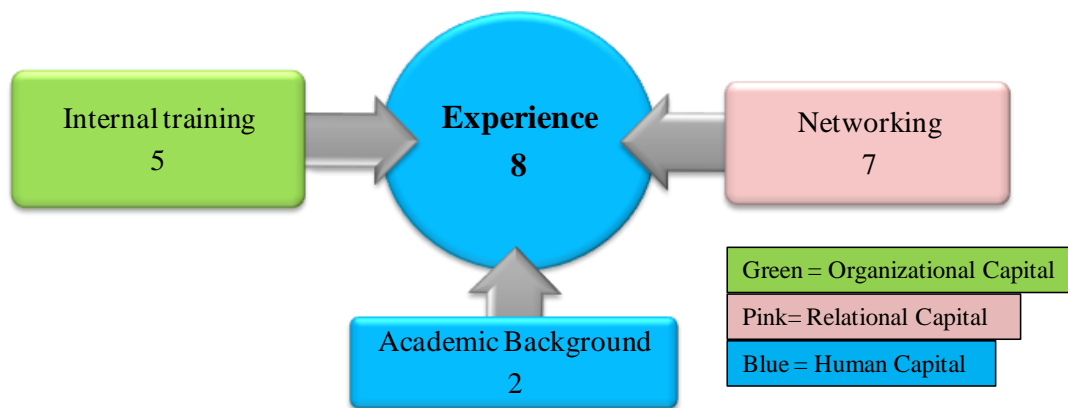 Internal training
5
Experience
8
Networking
7
Academic Background
2
Green = Organizational Capital
Pink= Relational Capital
Blue = Human Capital